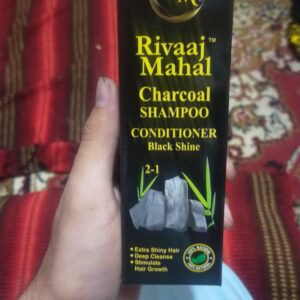 M
Rivaaj™
Mahal
Charcoal
SHAMPOO
CONDITIONER
Black Shine
2-1
• Extra Shiny Hair
• Deep Cleanse
• Stimulate
Hair Growth